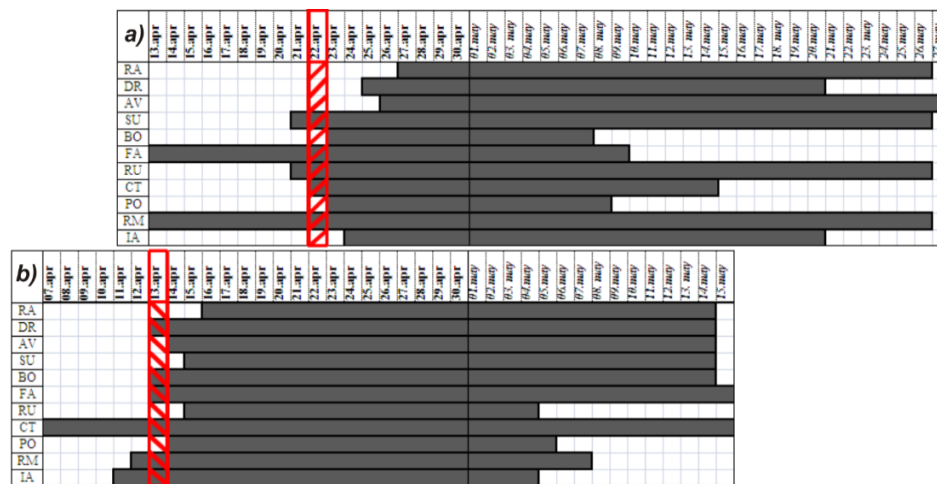 a)
13.apr
14.apr
15.apr
16.apr
17.apr
18.apr
19.apr
20.apr
21.apr
22.apr
23.apr
24.apr
25.apr
26.apr
27.apr
28.apr
29.apr
30.apr
01.may
02.may
03. may
04.may
05.may
06.may
07.may
08. may
09.may
10.may
11.may
12.may
13. may
14.may
15.may
16.may
17.may
18. may
19.may
20.may
21.may
22.may
23. may
24.may
25.may
26.may
RA
DR
AV
SU
BO
FA
RU
CT
PO
RM
IA
b)
07.apr
08.apr
09.apr
10.apr
11.apr
12.apr
13.apr
14.apr
15.apr
16.apr
17.apr
18.apr
19.apr
20.apr
21.apr
22.apr
23.apr
24.apr
25.apr
26.apr
27.apr
28.apr
29.apr
30.apr
01.may
02.may
03. may
04.may
05.may
06.may
07.may
08. may
09.may
10.may
11.may
12.may
13. may
14.may
15.may
RA
DR
AV
SU
BO
FA
RU
CT
PO
RM
IA